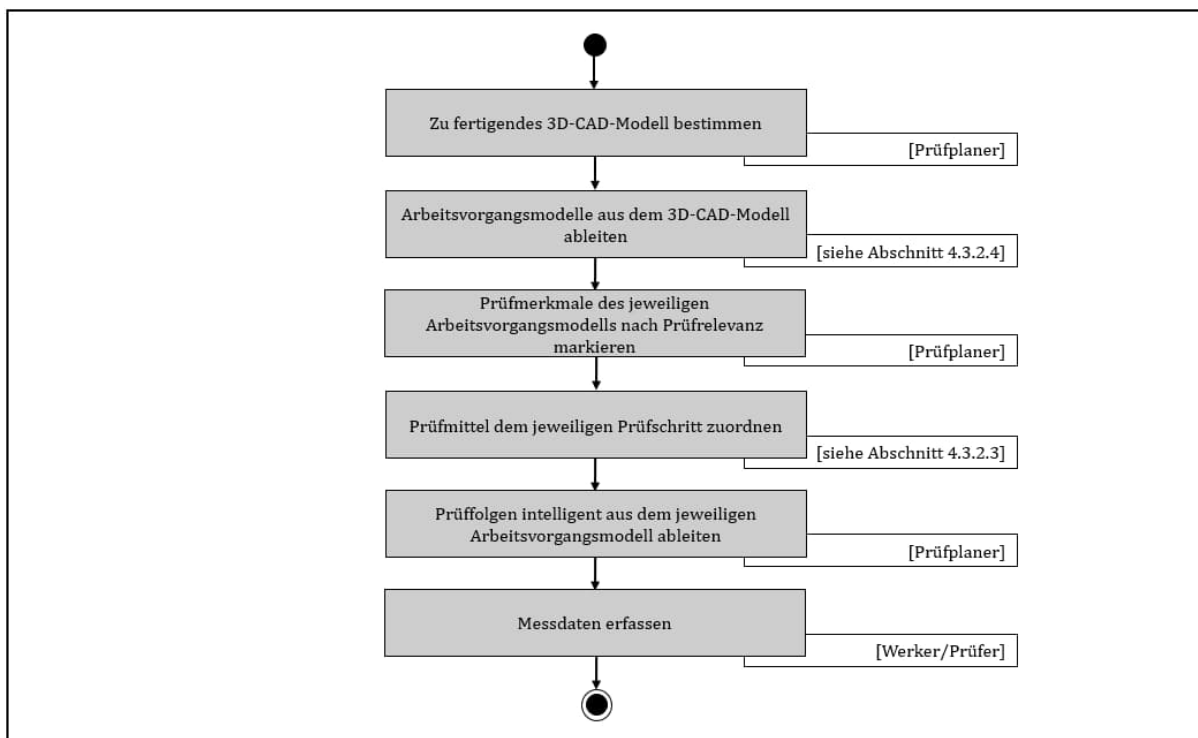 Zu fertigendes 3D-CAD-Modell bestimmen
[Prüfplaner]
Arbeitsvorgangsmodelle aus dem 3D-CAD-Modell
ableiten
[siehe Abschnitt 4.3.2.4]
Prüfmerkmale des jeweiligen
Arbeitsvorgangsmodells nach Prüfrelevanz
markieren
[Prüfplaner]
Prüfmittel dem jeweiligen Prüfschritt zuordnen
[siehe Abschnitt 4.3.2.3]
Prüffolgen intelligent aus dem jeweiligen
Arbeitsvorgangsmodell ableiten
[Prüfplaner]
Messdaten erfassen
[Werker/Prüfer]